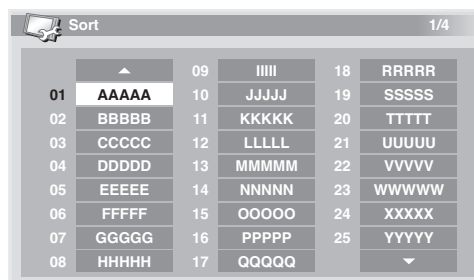 Sort 1/4
01 AAAAA
02 BBBBB
03 CCCCC
04 DDDDD
05 EEEEE
06 FFFFF
07 GGGGG
08 HHHHH
09 IIIII
10 JJJJJ
11 KKKKK
12 LLLLL
13 MMMMM
14 NNNNN
15 OOOOO
16 PPPPP
17 QQQQQ
18 RRRRR
19 SSSSS
20 TTTTT
21 UUUUU
22 VVVVV
23 WWWWW
24 XXXXX
25 YYYYY